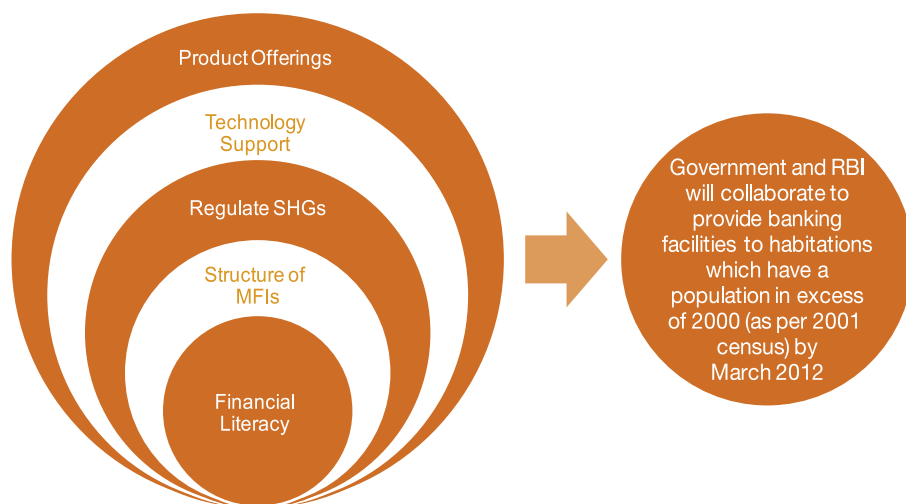 Product Offerings
Technology
Support
Regulate SHGs
Structure of
MFIs
Financial
Literacy
Government and RBI
will collaborate to
provide banking
facilities to habitations
which have a
population in excess
of 2000 (as per 2001
census) by
March 2012